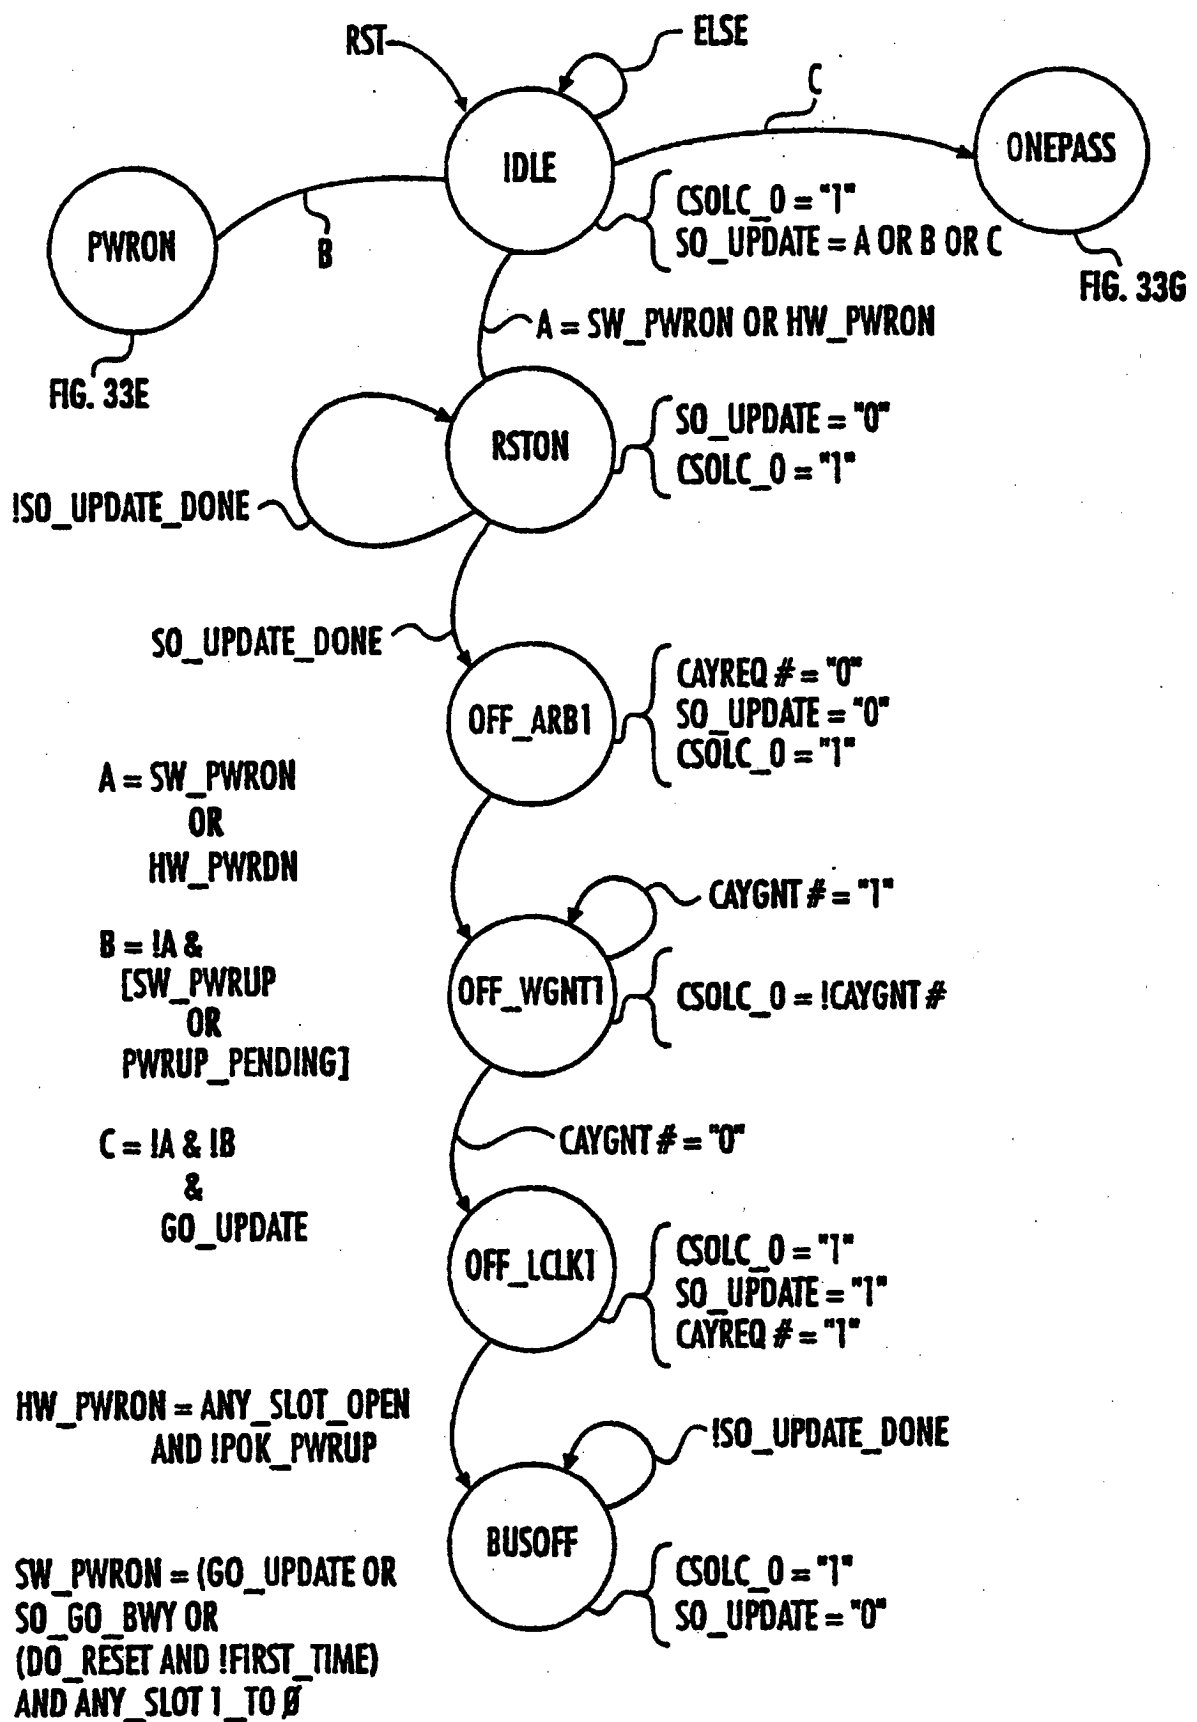 RST
ELSE
C
IDLE
ONEPASS
PWRON
B
CSOLC_0 = "1"
SO_UPDATE = A OR B OR C
FIG. 33G
A = SW_PWRON OR HW_PWRON
FIG. 33E
RSTON
SO_UPDATE = "0"
CSOLC_0 = "1"
!SO_UPDATE_DONE
SO_UPDATE_DONE
OFF_ARB1
CAYREQ # = "0"
SO_UPDATE = "0"
CSOLC_0 = "1"
A = SW_PWRON
OR
HW_PWRDN
B = !A &
[SW_PWRUP
OR
PWRUP_PENDING]
C = !A & !B
&
GO_UPDATE
CAYGNT # = "1"
OFF_WGNT1
CSOLC_0 = !CAYGNT #
CAYGNT # = "0"
OFF_LCLK1
CSOLC_0 = "1"
SO_UPDATE = "1"
CAYREQ # = "1"
HW_PWRON = ANY_SLOT_OPEN
AND !POK_PWRUP
!SO_UPDATE_DONE
BUSOFF
CSOLC_0 = "1"
SO_UPDATE = "0"
SW_PWRON = (GO_UPDATE OR
SO_GO_BWY OR
(DO_RESET AND !FIRST_TIME)
AND ANY_SLOT 1_TO Ø